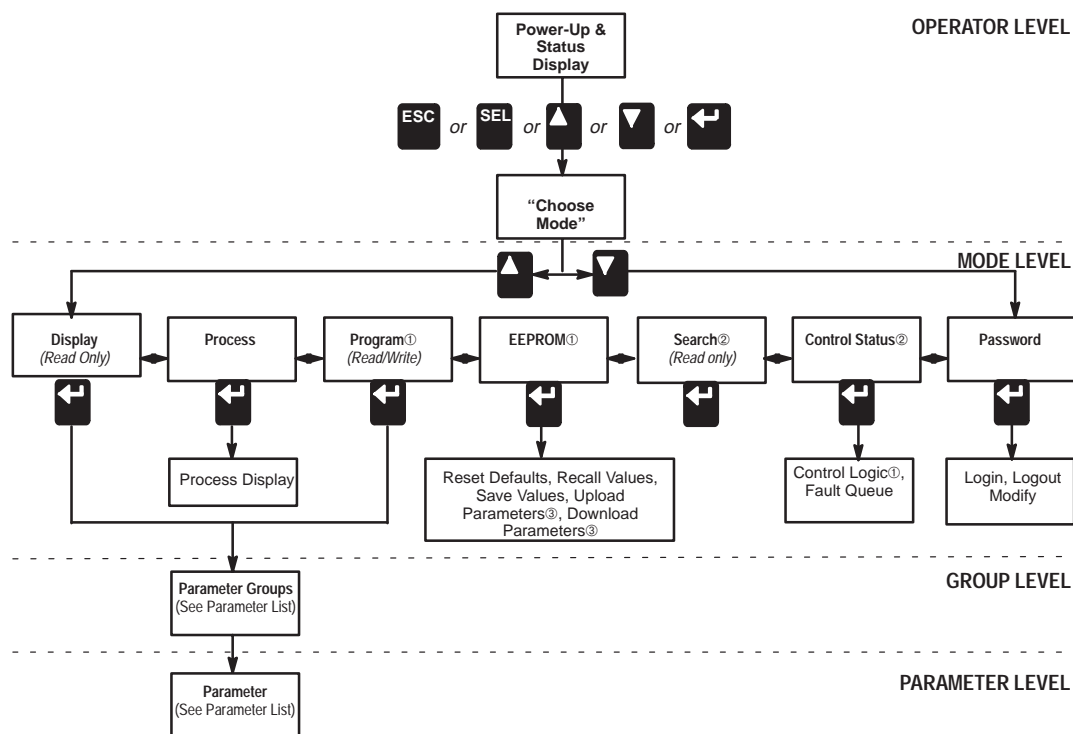 OPERATOR LEVEL
Power-Up &
Status
Display
ESC or SEL or or or
“Choose
Mode”
MODE LEVEL
Display
(Read Only)
Process
Program①
(Read/Write)
EEPROM①
Search②
(Read only)
Control Status②
Password
Process Display
Reset Defaults, Recall Values,
Save Values, Upload
Parameters③, Download
Parameters③
Control Logic①,
Fault Queue
Login, Logout
Modify
GROUP LEVEL
Parameter Groups
(See Parameter List)
PARAMETER LEVEL
Parameter
(See Parameter List)